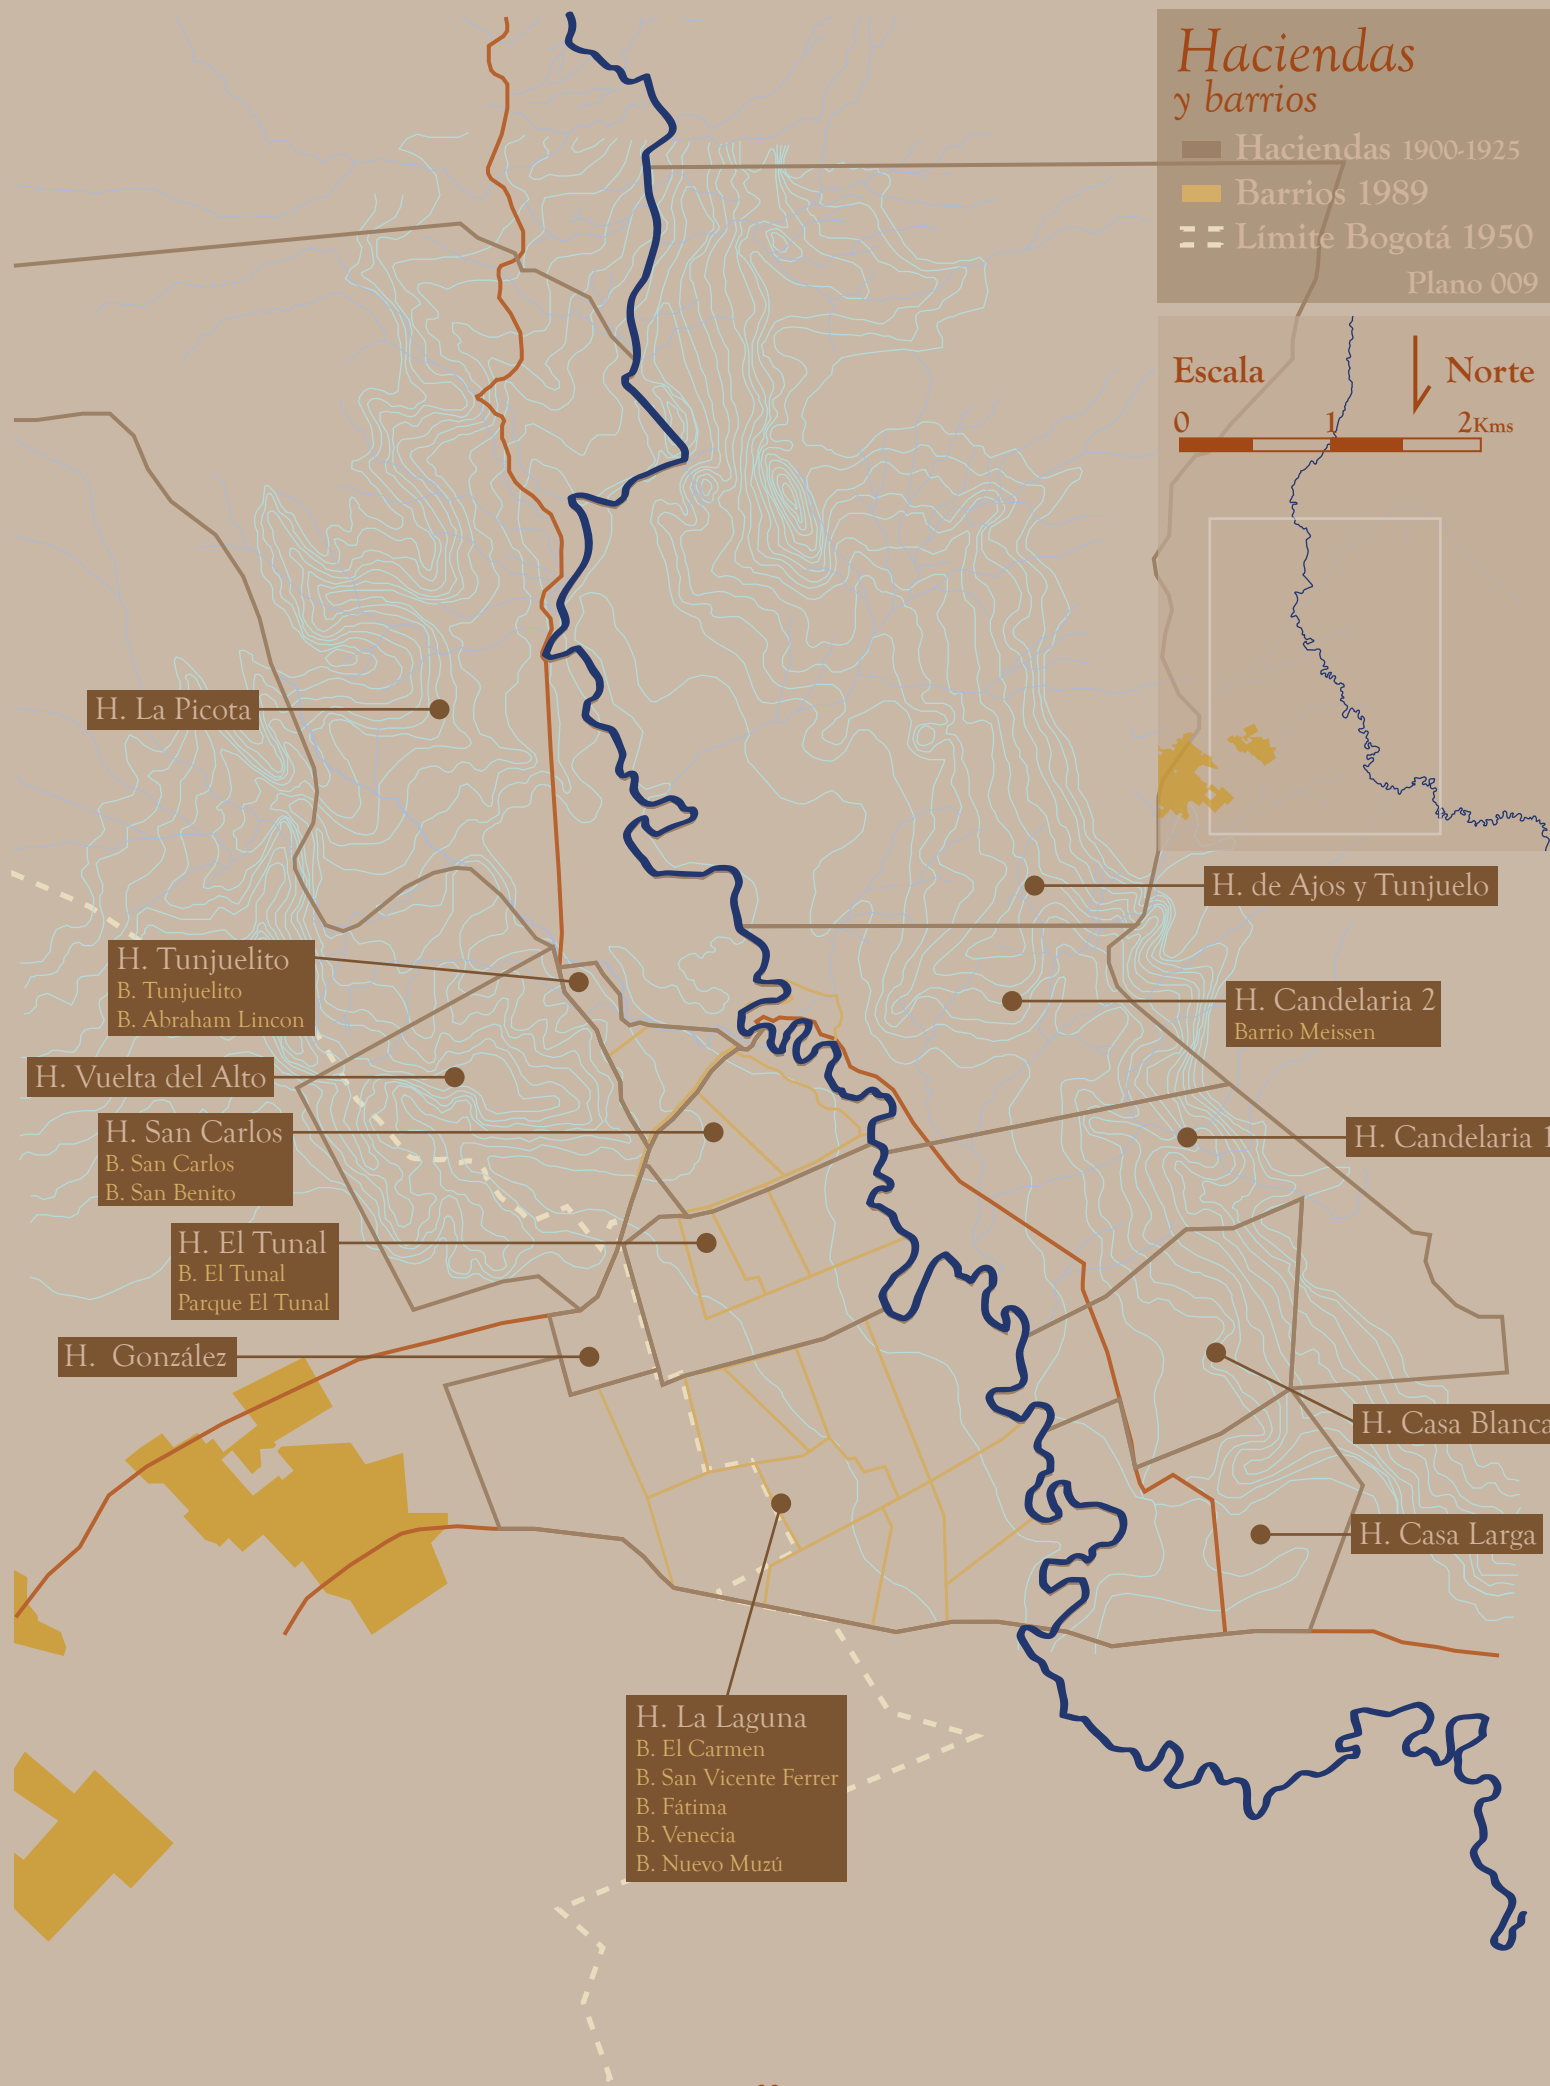 Haciendas
y barrios
Haciendas 1900-1925
Barrios 1989
Límite Bogotá 1950
Plano 009
Escala
Norte
0 1 2Kms
H. La Picota
H. de Ajos y Tunjuelo
H. Tunjuelito
B. Tunjuelito
B. Abraham Lincon
H. Candelaria 2
Barrio Meissen
H. Vuelta del Alto
H. San Carlos
B. San Carlos
B. San Benito
H. Candelaria 1
H. El Tunal
B. El Tunal
Parque El Tunal
H. González
H. Casa Blanca
H. Casa Larga
H. La Laguna
B. El Carmen
B. San Vicente Ferrer
B. Fátima
B. Venecia
B. Nuevo Muzú